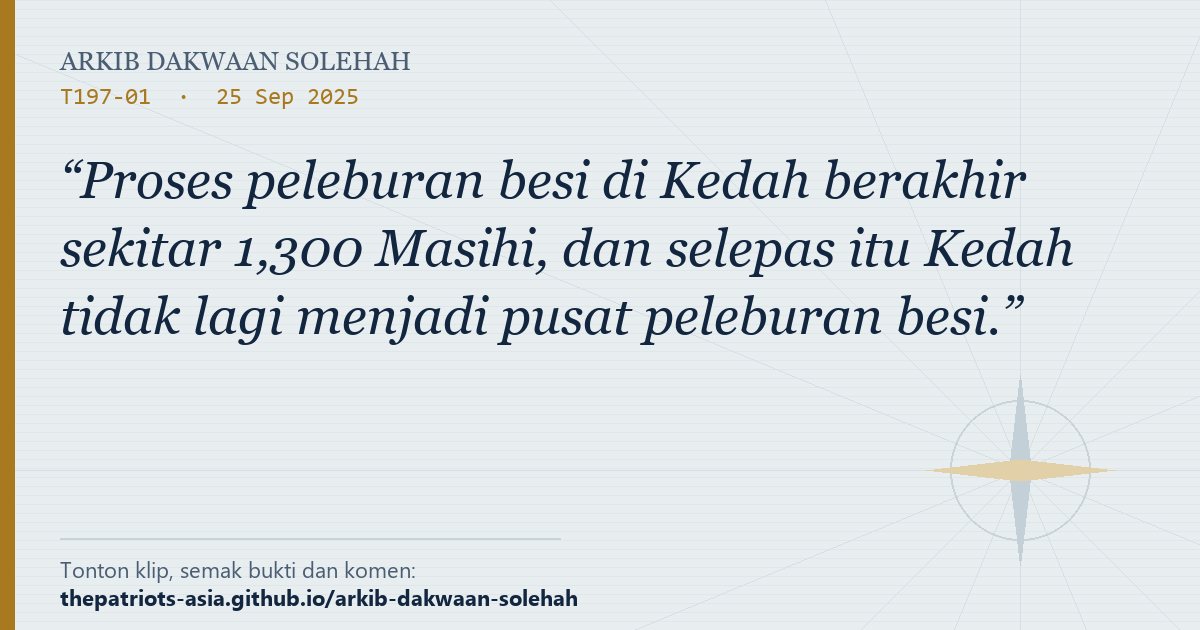 ARKIB DAKWAAN SOLEHAH
T197-01 · 25 Sep 2025
“Proses peleburan besi di Kedah berakhir
sekitar 1,300 Masihi, dan selepas itu Kedah
tidak lagi menjadi pusat peleburan besi.”
Tonton klip, semak bukti dan komen:
thepatriots-asia.github.io/arkib-dakwaan-solehah